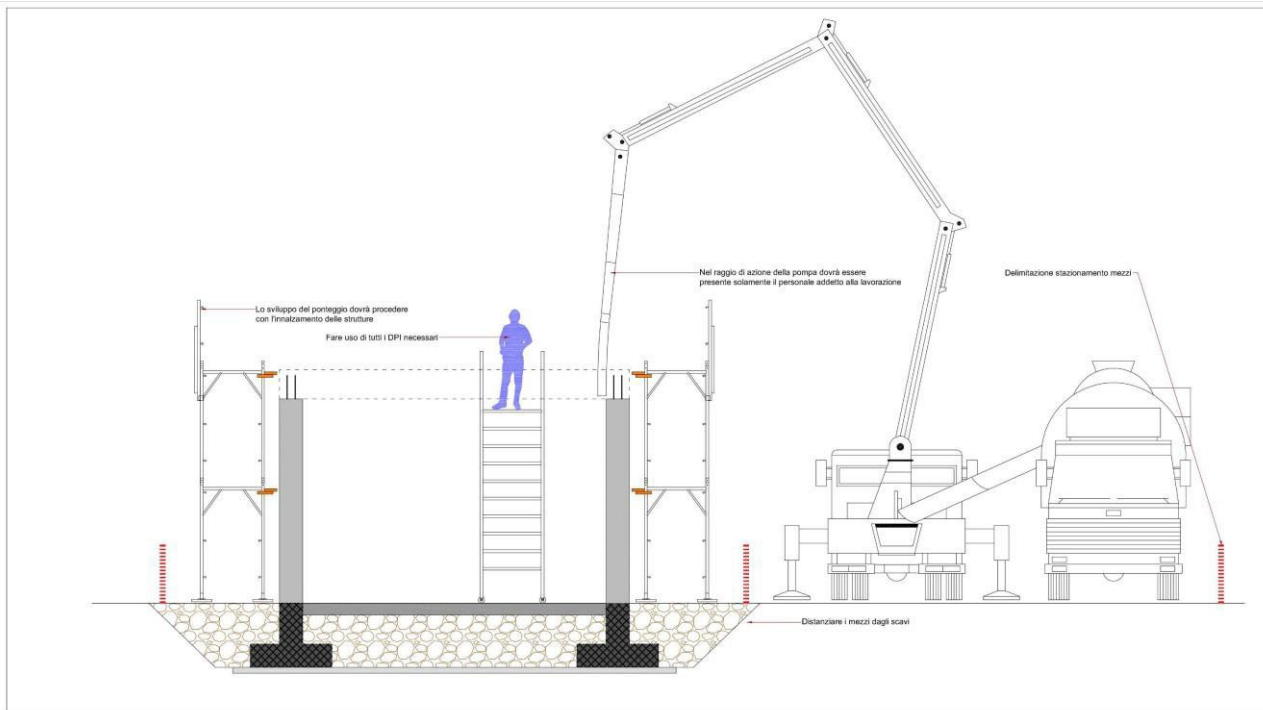 Nel raggio di azione della pompa dovrà essere
presente solamente il personale addetto alla lavorazione
Delimitazione stazionamento mezzi
Lo sviluppo del ponteggio dovrà procedere
con l'innalzamento delle strutture
Fare uso di tutti i DPI necessari
Distanziare i mezzi dagli scavi